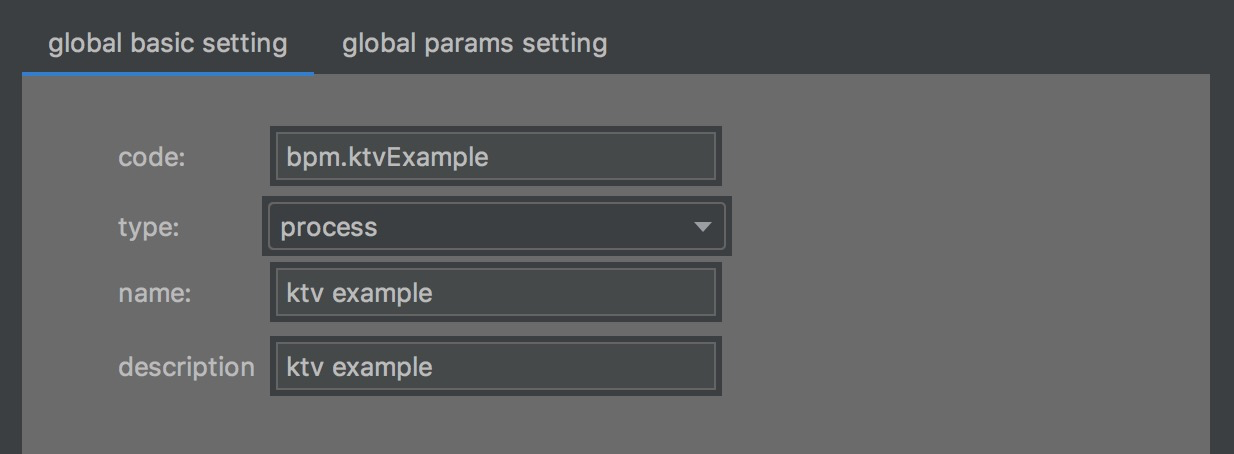 global basic setting global params setting
code: bpm.ktvExample
type: process
name: ktv example
description ktv example